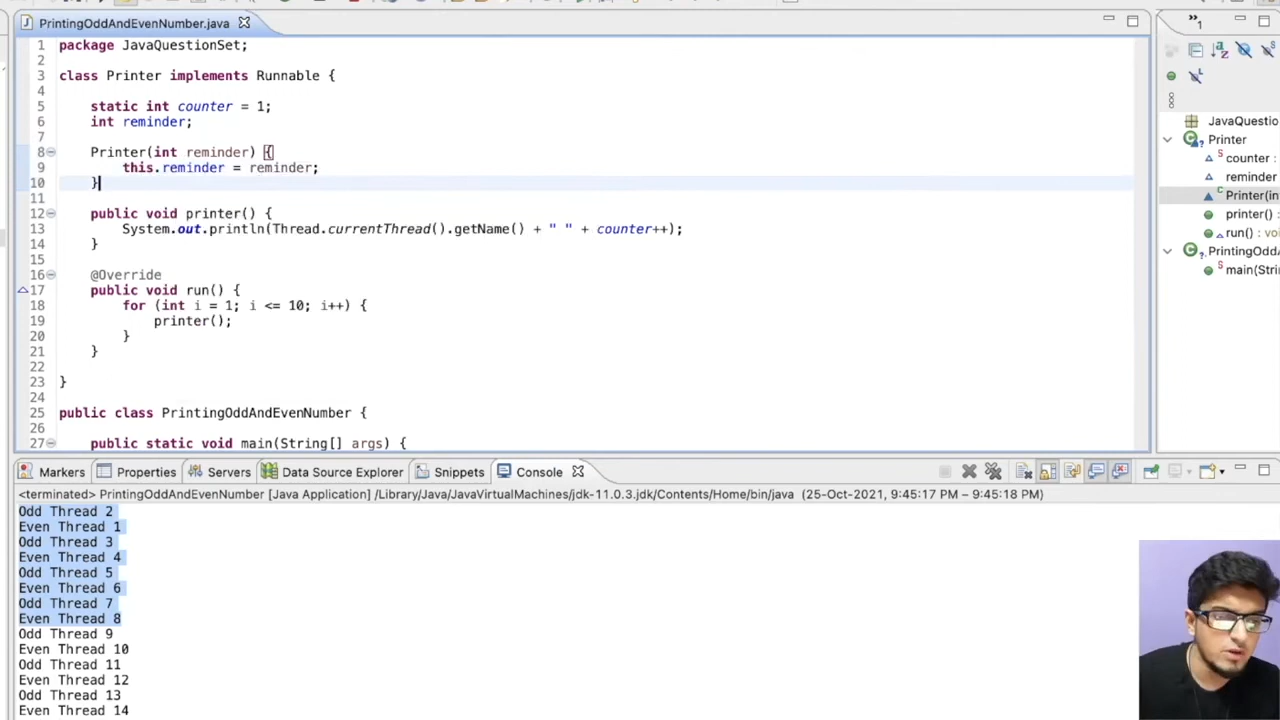 PrintingOddAndEvenNumber.java
1
1 package JavaQuestionSet;
2
3 class Printer implements Runnable {
4
5 static int counter = 1;
6 int reminder;
7
8 Printer(int reminder) {
9 this.reminder = reminder;
10 }
11
12 public void printer() {
13 System.out.println(Thread.currentThread().getName() + " " + counter++);
14 }
15
16 @Override
17 public void run() {
18 for (int i = 1; i <= 10; i++) {
19 printer();
20 }
21 }
22
23 }
24
25 public class PrintingOddAndEvenNumber {
26
27 public static void main(String[] args) {
JavaQuestio
Printer
counter :
reminder
Printer(in
printer() :
run() : voi
PrintingOdd
main(Strin
Markers Properties Servers Data Source Explorer Snippets Console
<terminated> PrintingOddAndEvenNumber [Java Application] /Library/Java/JavaVirtualMachines/jdk-11.0.3.jdk/Contents/Home/bin/java (25-Oct-2021, 9:45:17 PM – 9:45:18 PM)
Odd Thread 2
Even Thread 1
Odd Thread 3
Even Thread 4
Odd Thread 5
Even Thread 6
Odd Thread 7
Even Thread 8
Odd Thread 9
Even Thread 10
Odd Thread 11
Even Thread 12
Odd Thread 13
Even Thread 14